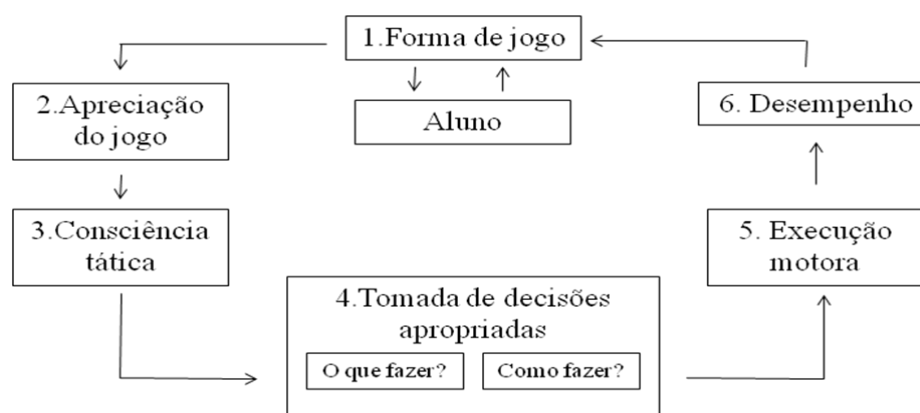 1.Forma de jogo
Aluno
2.Apreciação
do jogo
3.Consciência
tática
4.Tomada de decisões
apropriadas
O que fazer?
Como fazer?
5. Execução
motora
6. Desempenho